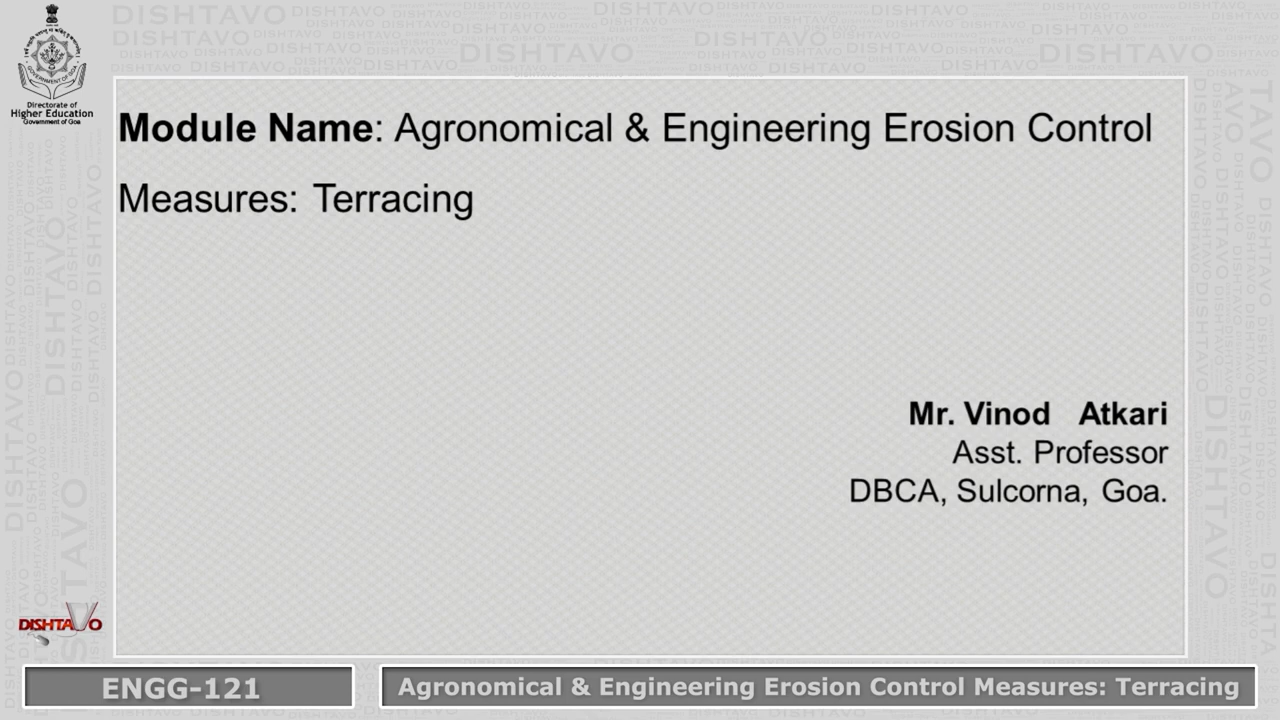 Directorate of
Higher Education
Government of Goa
Module Name: Agronomical & Engineering Erosion Control
Measures: Terracing
Mr. Vinod Atkari
Asst. Professor
DBCA, Sulcorna, Goa.
DISHTAVO
ENGG-121
Agronomical & Engineering Erosion Control Measures: Terracing